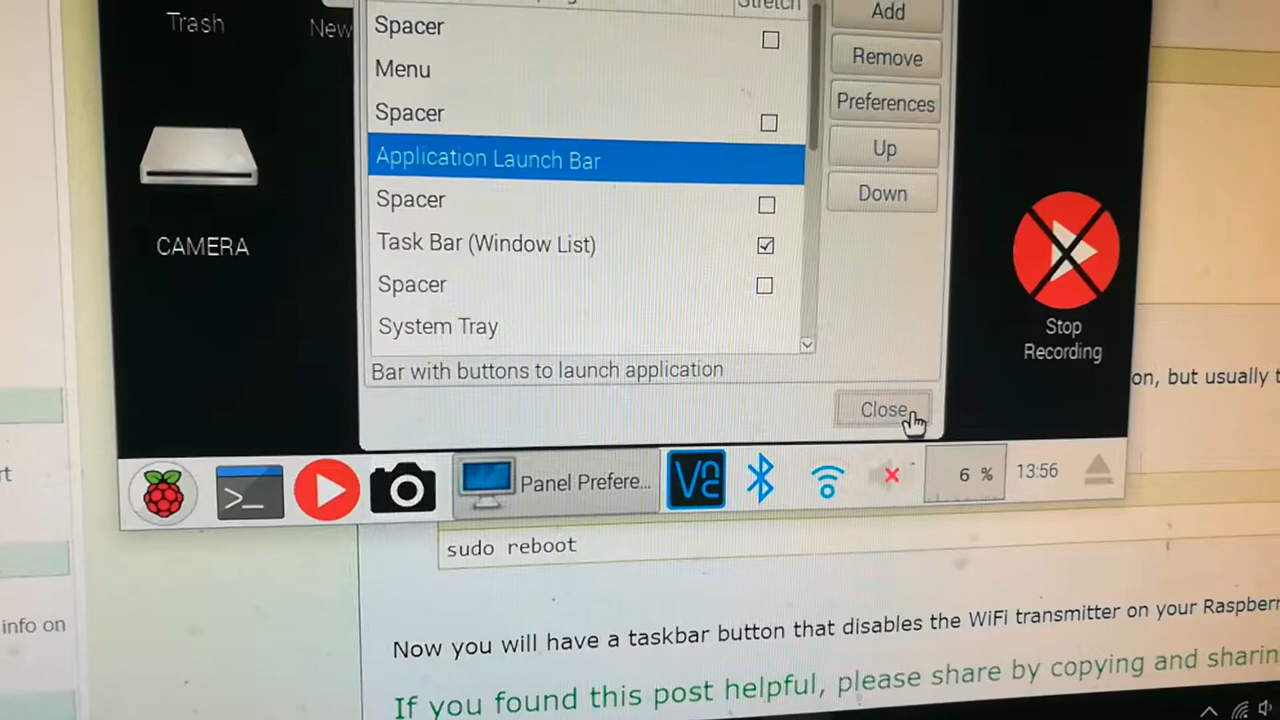 Stretch
Trash
New
Spacer
Menu
Spacer
Application Launch Bar
Spacer
Task Bar (Window List)
Spacer
System Tray
Bar with buttons to launch application
Add
Remove
Preferences
Up
Down
Close
CAMERA
Stop
Recording
>_
Panel Prefere...
6 %
13:56
on, but usually t
rt
info on
sudo reboot
Now you will have a taskbar button that disables the WiFi transmitter on your Raspberr
If you found this post helpful, please share by copying and sharin